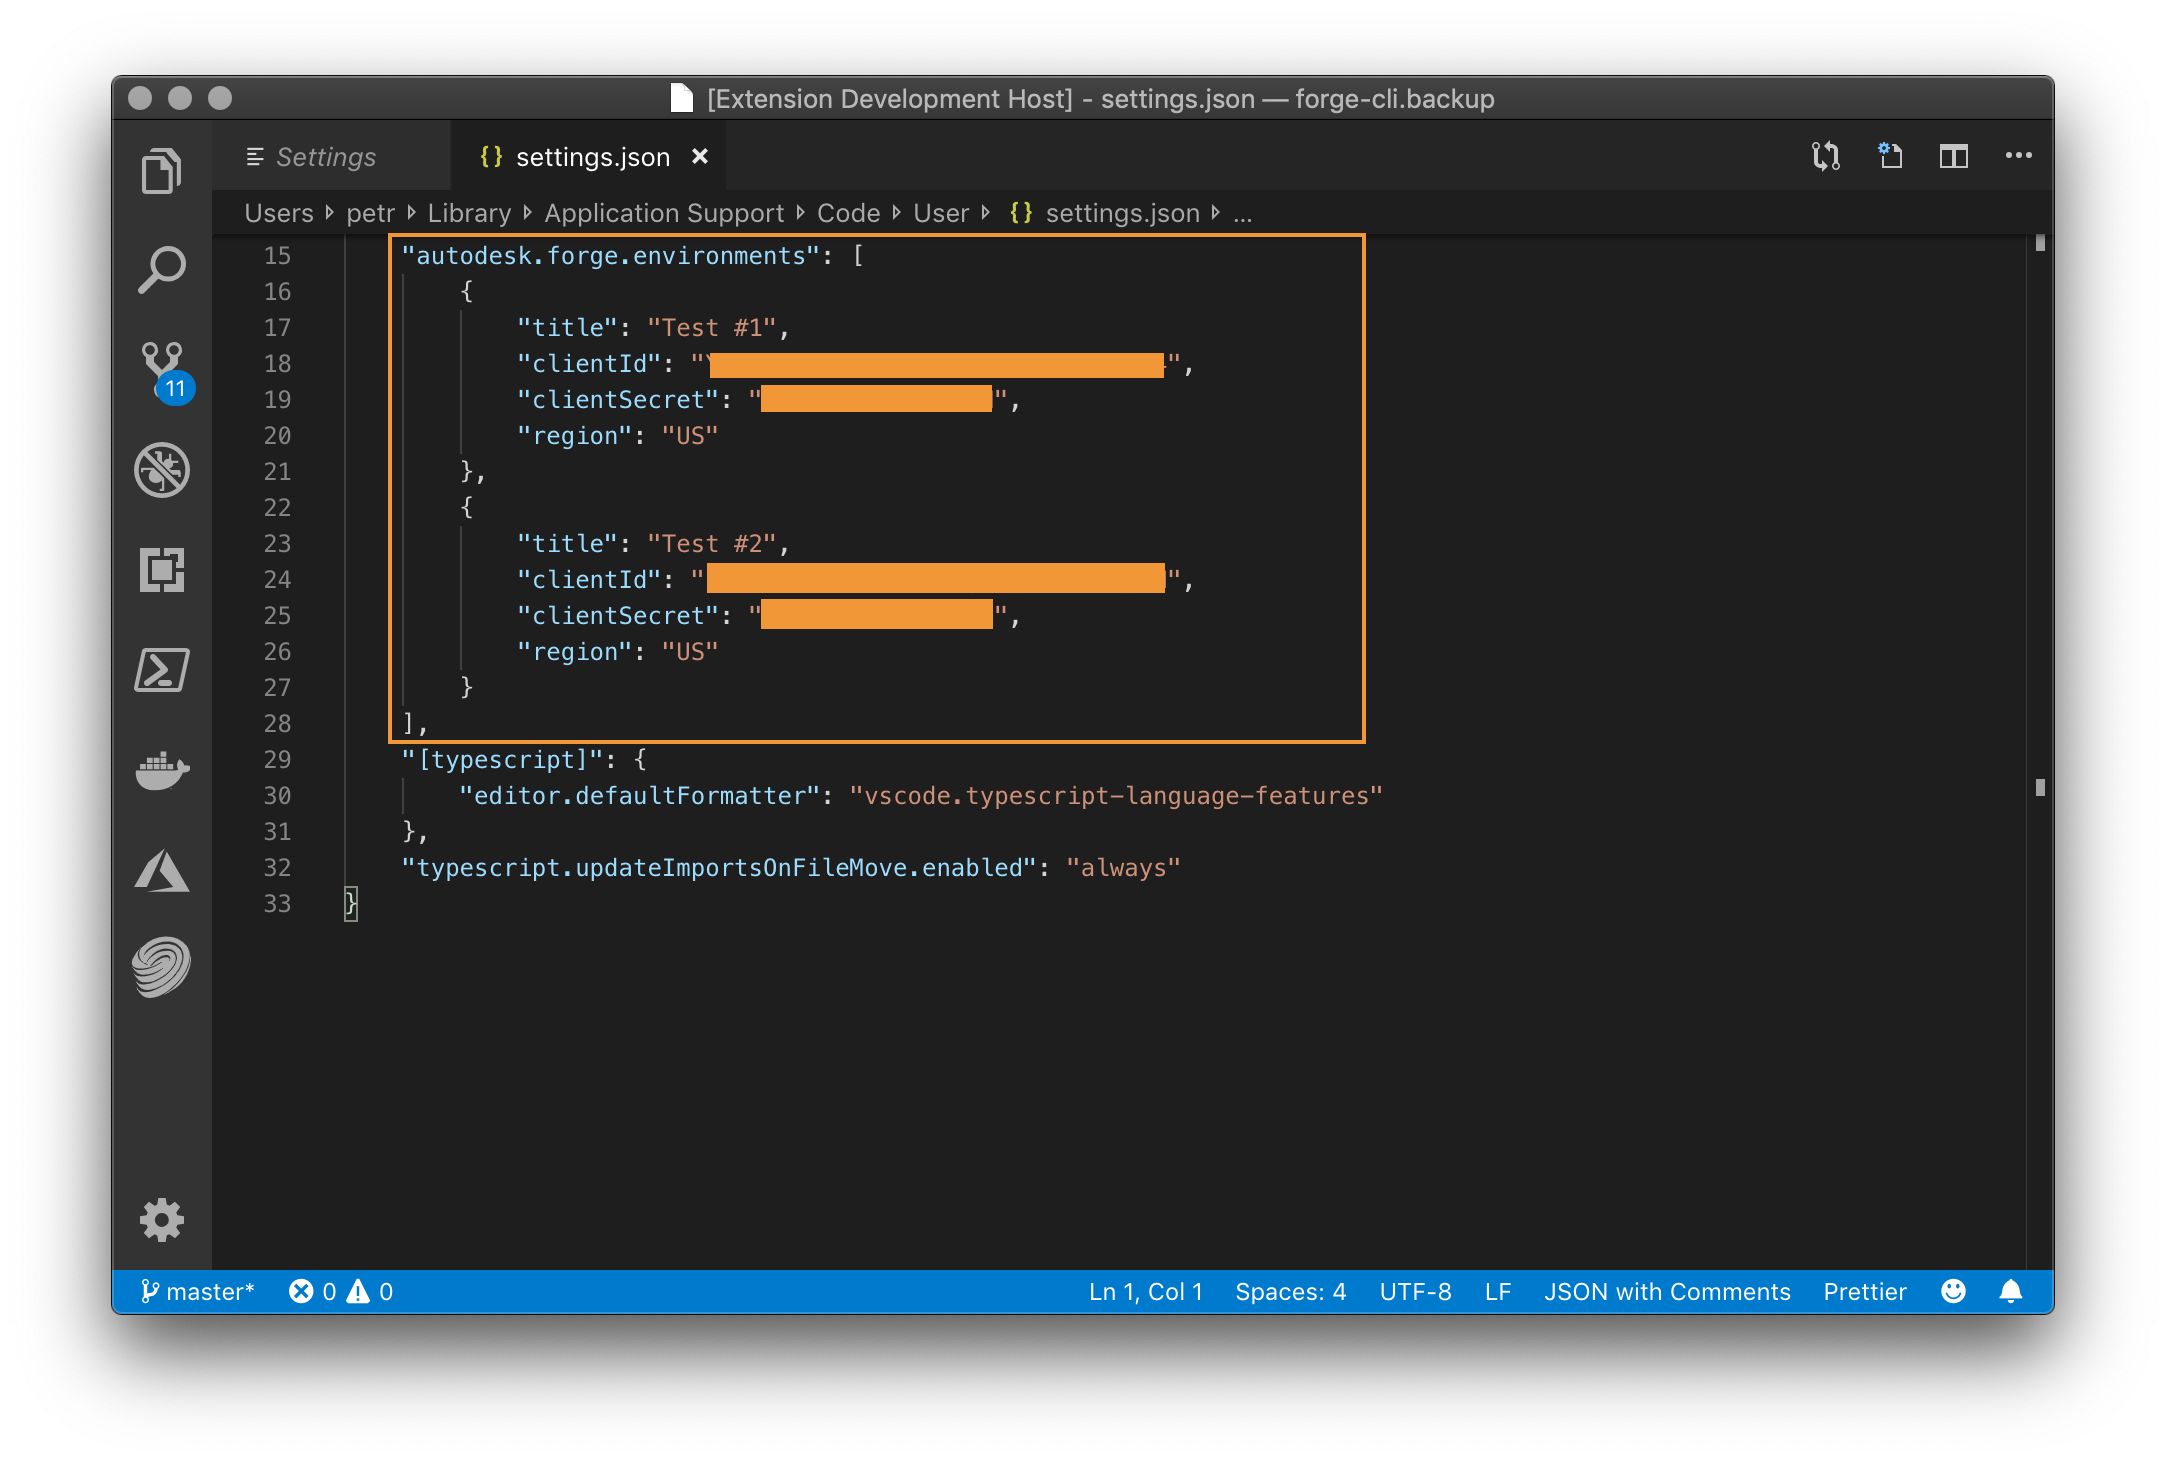 [Extension Development Host] - settings.json — forge-cli.backup
Settings
{} settings.json
Users petr Library Application Support Code User {} settings.json ...
15 "autodesk.forge.environments": [
16 {
17 "title": "Test #1",
18 "clientId": "",
19 "clientSecret": "",
20 "region": "US"
21 },
22 {
23 "title": "Test #2",
24 "clientId": "",
25 "clientSecret": "",
26 "region": "US"
27 }
28 ],
29 "[typescript]": {
30 "editor.defaultFormatter": "vscode.typescript-language-features"
31 },
32 "typescript.updateImportsOnFileMove.enabled": "always"
33 }
11
master* 0 0 Ln 1, Col 1 Spaces: 4 UTF-8 LF JSON with Comments Prettier